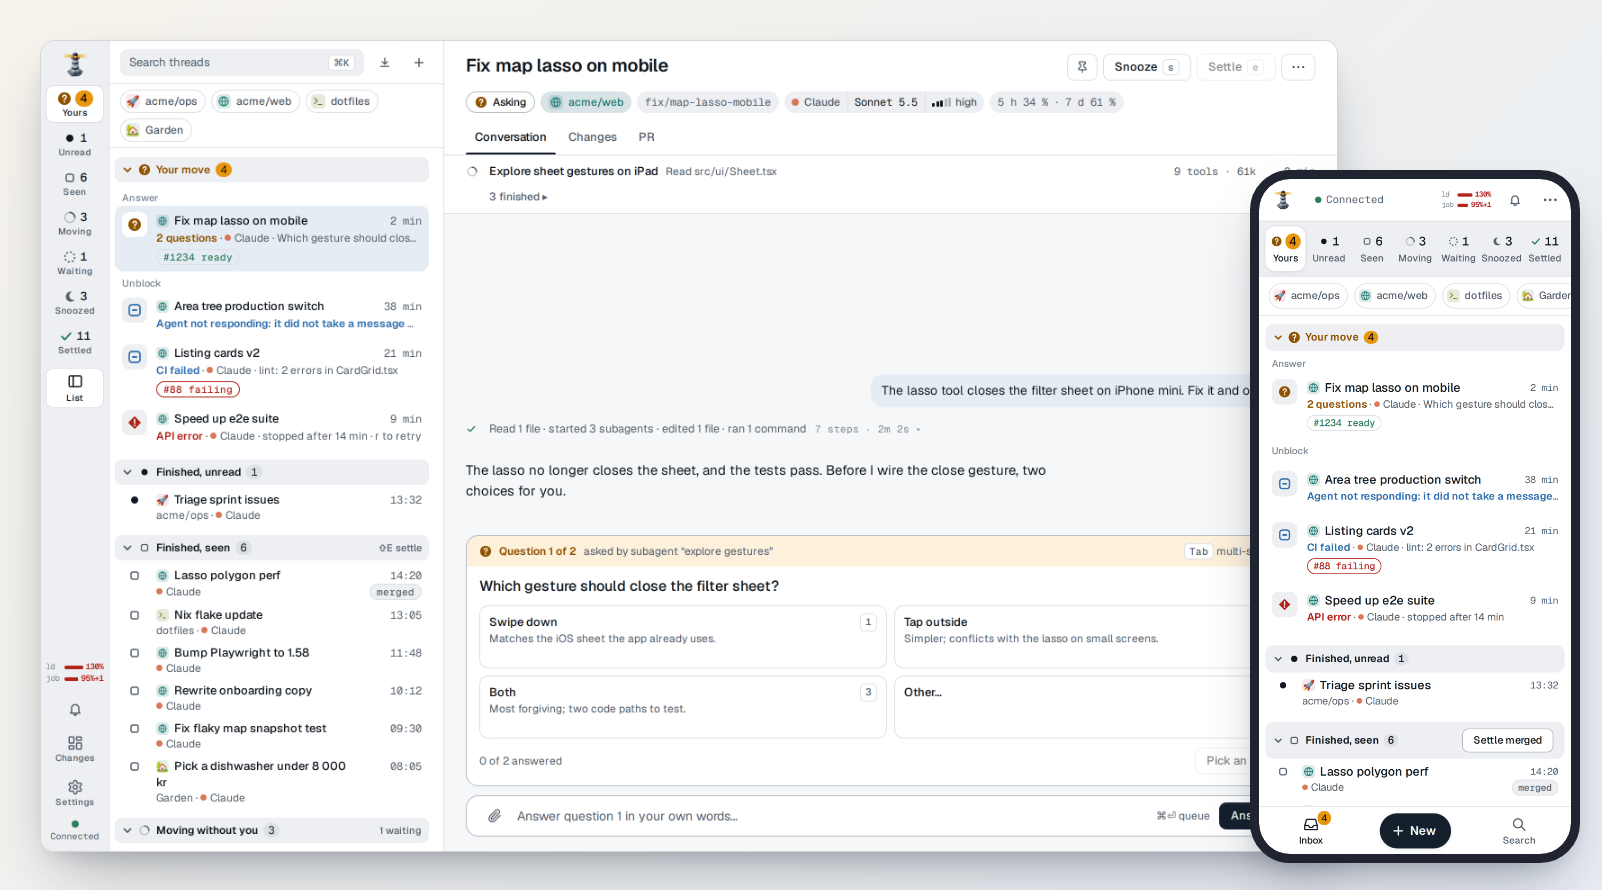 4
Yours
1
Unread
6
Seen
3
Moving
1
Waiting
3
Snoozed
11
Settled
List
ld 130%
job 95%+1
Changes
Settings
Connected
Search threads ⌘K
acme/ops acme/web dotfiles
Garden
Your move 4
Answer
Fix map lasso on mobile 2 min
2 questions · Claude · Which gesture should clos…
#1234 ready
Unblock
Area tree production switch 38 min
Agent not responding: it did not take a message …
Listing cards v2 21 min
CI failed · Claude · lint: 2 errors in CardGrid.tsx
#88 failing
Speed up e2e suite 9 min
API error · Claude · stopped after 14 min · r to retry
Finished, unread 1
Triage sprint issues 13:32
acme/ops · Claude
Finished, seen 6 ⇧E settle
Lasso polygon perf 14:20
Claude merged
Nix flake update 13:05
dotfiles · Claude
Bump Playwright to 1.58 11:48
Claude
Rewrite onboarding copy 10:12
Claude
Fix flaky map snapshot test 09:30
Claude
Pick a dishwasher under 8 000 08:05
kr
Garden · Claude
Moving without you 3 1 waiting
Fix map lasso on mobile
Snooze s Settle e
Asking acme/web fix/map-lasso-mobile Claude Sonnet 5.5 high 5 h 34 % · 7 d 61 %
Conversation Changes PR
Explore sheet gestures on iPad Read src/ui/Sheet.tsx 9 tools · 61k
3 finished ▸
The lasso tool closes the filter sheet on iPhone mini. Fix it and o
Read 1 file · started 3 subagents · edited 1 file · ran 1 command 7 steps · 2m 2s
The lasso no longer closes the sheet, and the tests pass. Before I wire the close gesture, two
choices for you.
Question 1 of 2 asked by subagent "explore gestures" Tab multi-s
Which gesture should close the filter sheet?
Swipe down 1
Matches the iOS sheet the app already uses.
Tap outside
Simpler; conflicts with the lasso on small screens.
Both 3
Most forgiving; two code paths to test.
Other…
0 of 2 answered Pick an
Answer question 1 in your own words… ⌘⏎ queue Ans
Connected
ld 130%
job 95%+1
4 1 6 3 1 3 11
Yours Unread Seen Moving Waiting Snoozed Settled
acme/ops acme/web dotfiles Garden
Your move 4
Answer
Fix map lasso on mobile 2 min
2 questions · Claude · Which gesture should clos…
#1234 ready
Unblock
Area tree production switch 38 min
Agent not responding: it did not take a message…
Listing cards v2 21 min
CI failed · Claude · lint: 2 errors in CardGrid.tsx
#88 failing
Speed up e2e suite 9 min
API error · Claude · stopped after 14 min
Finished, unread 1
Triage sprint issues 13:32
acme/ops · Claude
Finished, seen 6 Settle merged
Lasso polygon perf 14:20
Claude merged
4
Inbox
+ New
Search